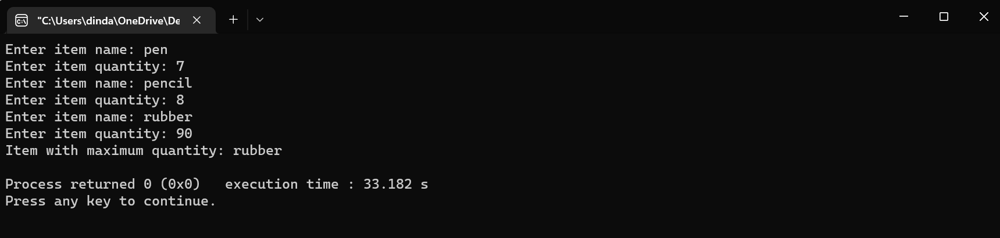 "C:\Users\dinda\OneDrive\De
Enter item name: pen
Enter item quantity: 7
Enter item name: pencil
Enter item quantity: 8
Enter item name: rubber
Enter item quantity: 90
Item with maximum quantity: rubber
Process returned 0 (0x0)   execution time : 33.182 s
Press any key to continue.